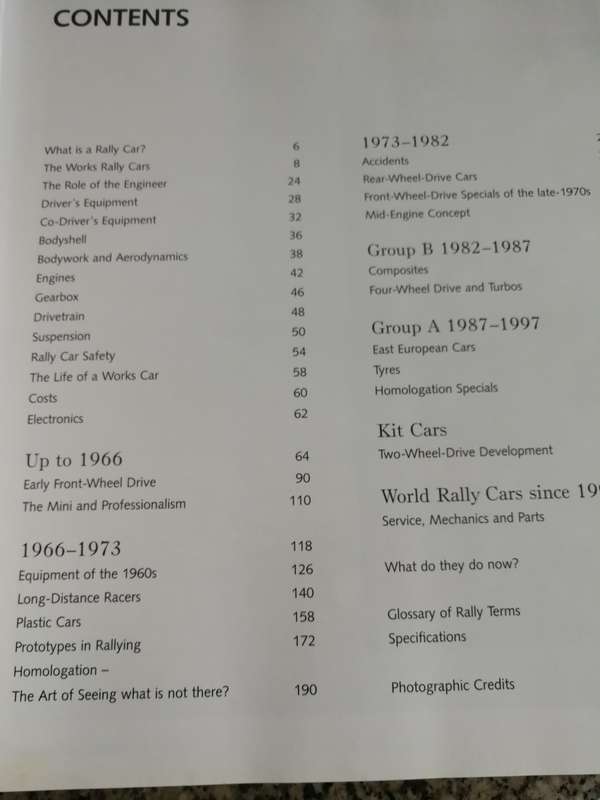 CONTENTS
What is a Rally Car? 6
The Works Rally Cars 8
The Role of the Engineer 24
Driver's Equipment 28
Co-Driver's Equipment 32
Bodyshell 36
Bodywork and Aerodynamics 38
Engines 42
Gearbox 46
Drivetrain 48
Suspension 50
Rally Car Safety 54
The Life of a Works Car 58
Costs 60
Electronics 62
Up to 1966 64
Early Front-Wheel Drive 90
The Mini and Professionalism 110
1966–1973 118
Equipment of the 1960s 126
Long-Distance Racers 140
Plastic Cars 158
Prototypes in Rallying 172
Homologation –
The Art of Seeing what is not there? 190
1973–1982
Accidents
Rear-Wheel-Drive Cars
Front-Wheel-Drive Specials of the late-1970s
Mid-Engine Concept
Group B 1982–1987
Composites
Four-Wheel Drive and Turbos
Group A 1987–1997
East European Cars
Tyres
Homologation Specials
Kit Cars
Two-Wheel-Drive Development
World Rally Cars since
Service, Mechanics and Parts
What do they do now?
Glossary of Rally Terms
Specifications
Photographic Credits